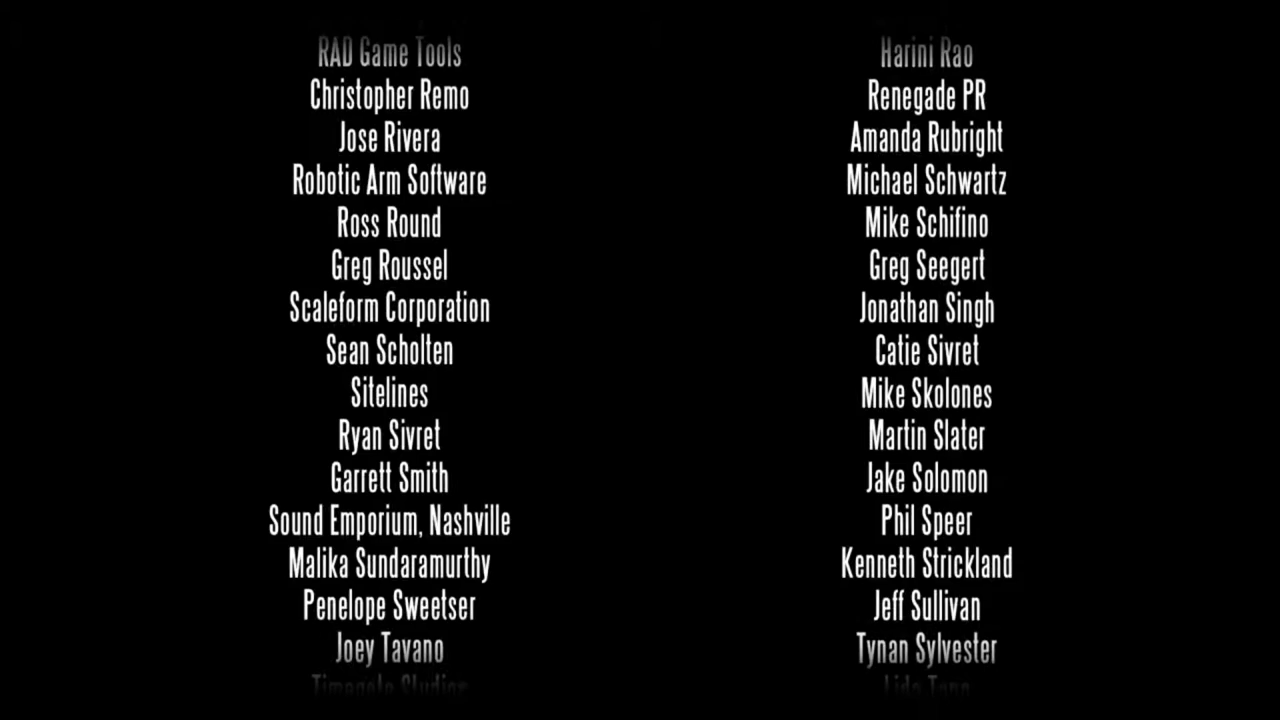 RAD Game Tools
Harini Rao
Christopher Remo
Renegade PR
Jose Rivera
Amanda Rubright
Robotic Arm Software
Michael Schwartz
Ross Round
Mike Schifino
Greg Roussel
Greg Seegert
Scaleform Corporation
Jonathan Singh
Sean Scholten
Catie Sivret
Sitelines
Mike Skolones
Ryan Sivret
Martin Slater
Garrett Smith
Jake Solomon
Sound Emporium, Nashville
Phil Speer
Malika Sundaramurthy
Kenneth Strickland
Penelope Sweetser
Jeff Sullivan
Joey Tavano
Tynan Sylvester